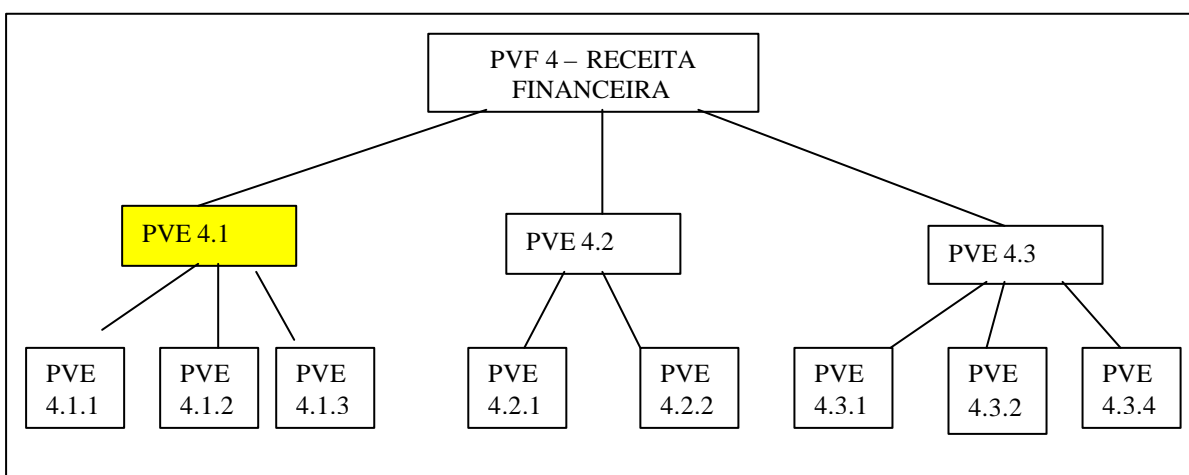 PVF 4 – RECEITA
FINANCEIRA
PVE 4.1
PVE 4.2
PVE 4.3
PVE
4.1.1
PVE
4.1.2
PVE
4.1.3
PVE
4.2.1
PVE
4.2.2
PVE
4.3.1
PVE
4.3.2
PVE
4.3.4